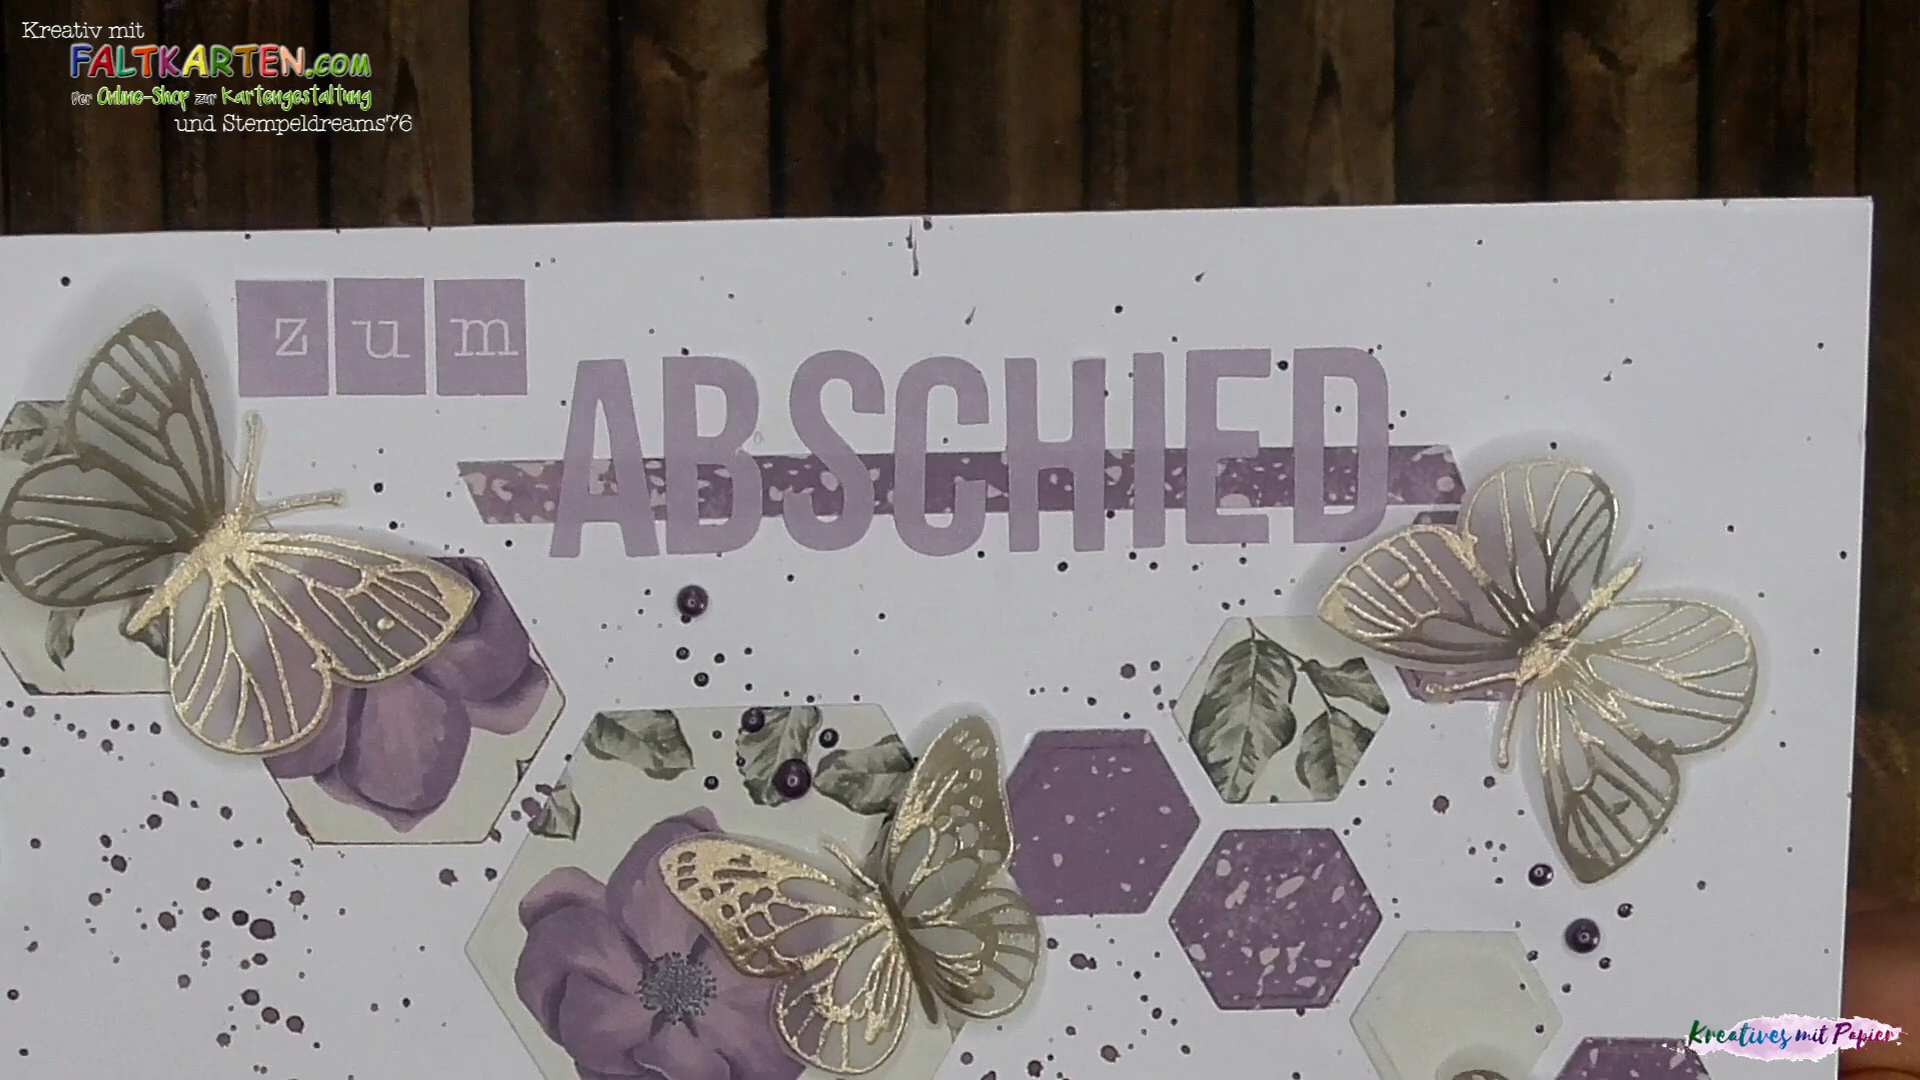 Kreativ mit
FALTKARTEN.com
Der Online-Shop zur Kartengestaltung
und Stempeldreams76
zum
ABSCHIED
Kreatives mit Papier